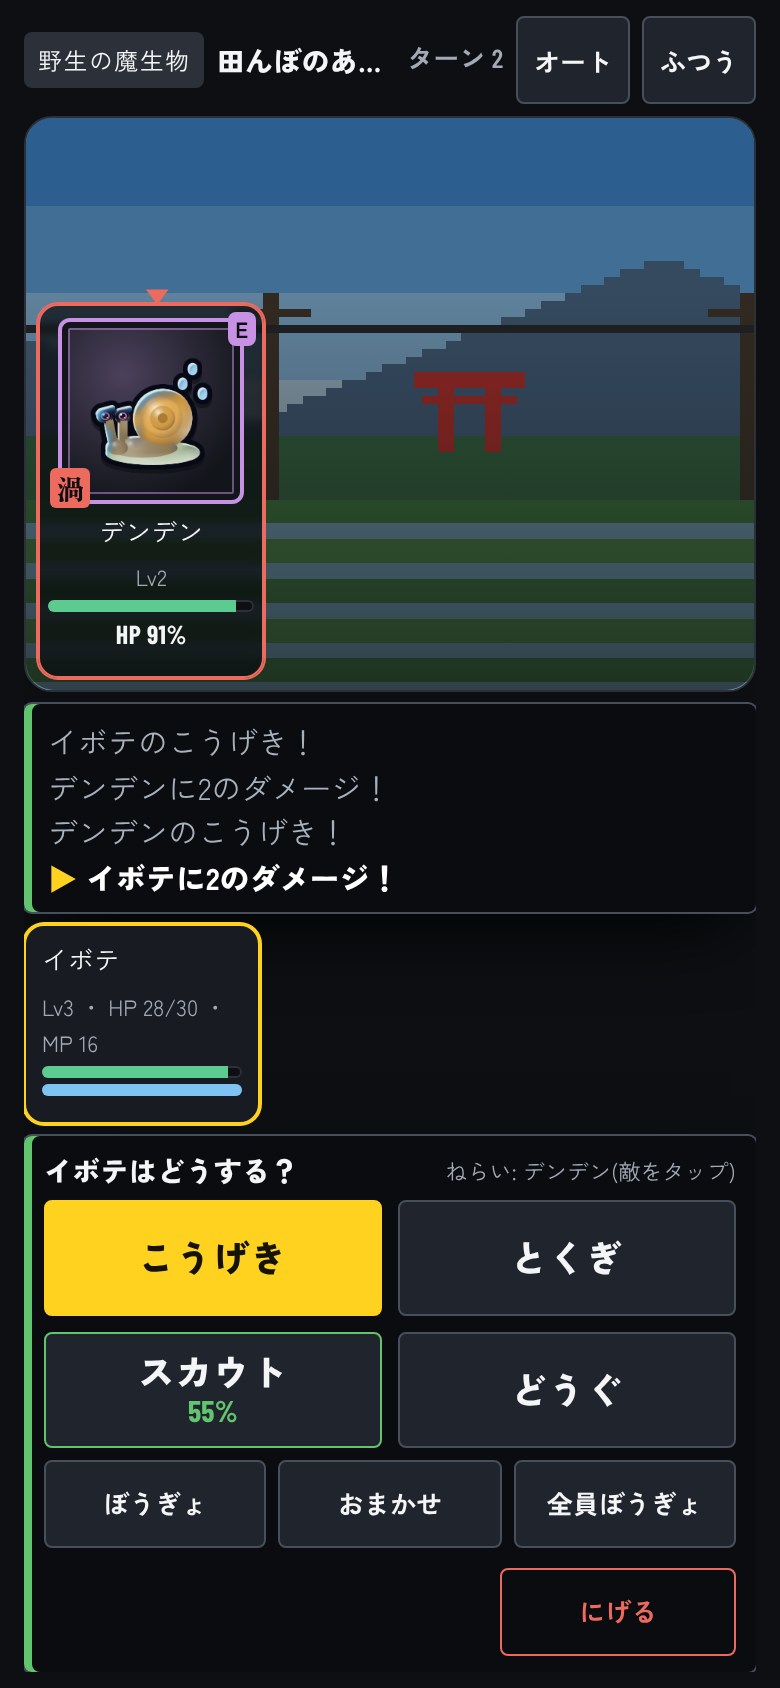 野生の魔生物
田んぼのあ...
ターン 2
オート
ふつう
E
渦
デンデン
Lv2
HP 91%
イボテのこうげき！
デンデンに2のダメージ！
デンデンのこうげき！
▶ イボテに2のダメージ！
イボテ
Lv3 ・ HP 28/30 ・
MP 16
イボテはどうする？
ねらい: デンデン(敵をタップ)
こうげき
とくぎ
スカウト
55%
どうぐ
ぼうぎょ
おまかせ
全員ぼうぎょ
にげる